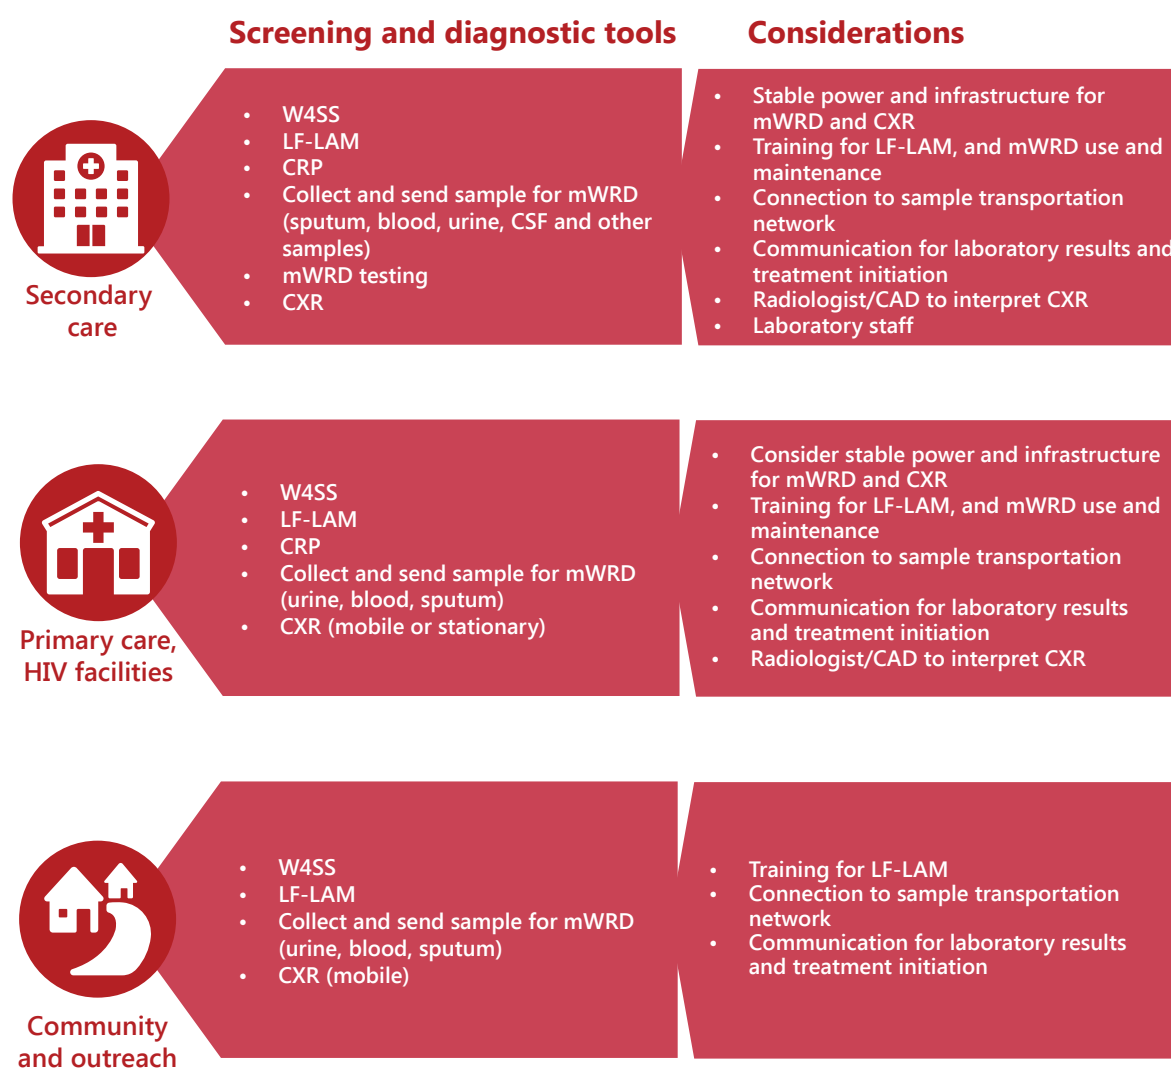 Screening and diagnostic tools
Considerations
Secondary
care
• W4SS
• LF-LAM
• CRP
• Collect and send sample for mWRD
(sputum, blood, urine, CSF and other
samples)
• mWRD testing
• CXR
• Stable power and infrastructure for
mWRD and CXR
• Training for LF-LAM, and mWRD use and
maintenance
• Connection to sample transportation
network
• Communication for laboratory results and
treatment initiation
• Radiologist/CAD to interpret CXR
• Laboratory staff
Primary care,
HIV facilities
• W4SS
• LF-LAM
• CRP
• Collect and send sample for mWRD
(urine, blood, sputum)
• CXR (mobile or stationary)
• Consider stable power and infrastructure
for mWRD and CXR
• Training for LF-LAM, and mWRD use and
maintenance
• Connection to sample transportation
network
• Communication for laboratory results
and treatment initiation
• Radiologist/CAD to interpret CXR
Community
and outreach
• W4SS
• LF-LAM
• Collect and send sample for mWRD
(urine, blood, sputum)
• CXR (mobile)
• Training for LF-LAM
• Connection to sample transportation
network
• Communication for laboratory results
and treatment initiation